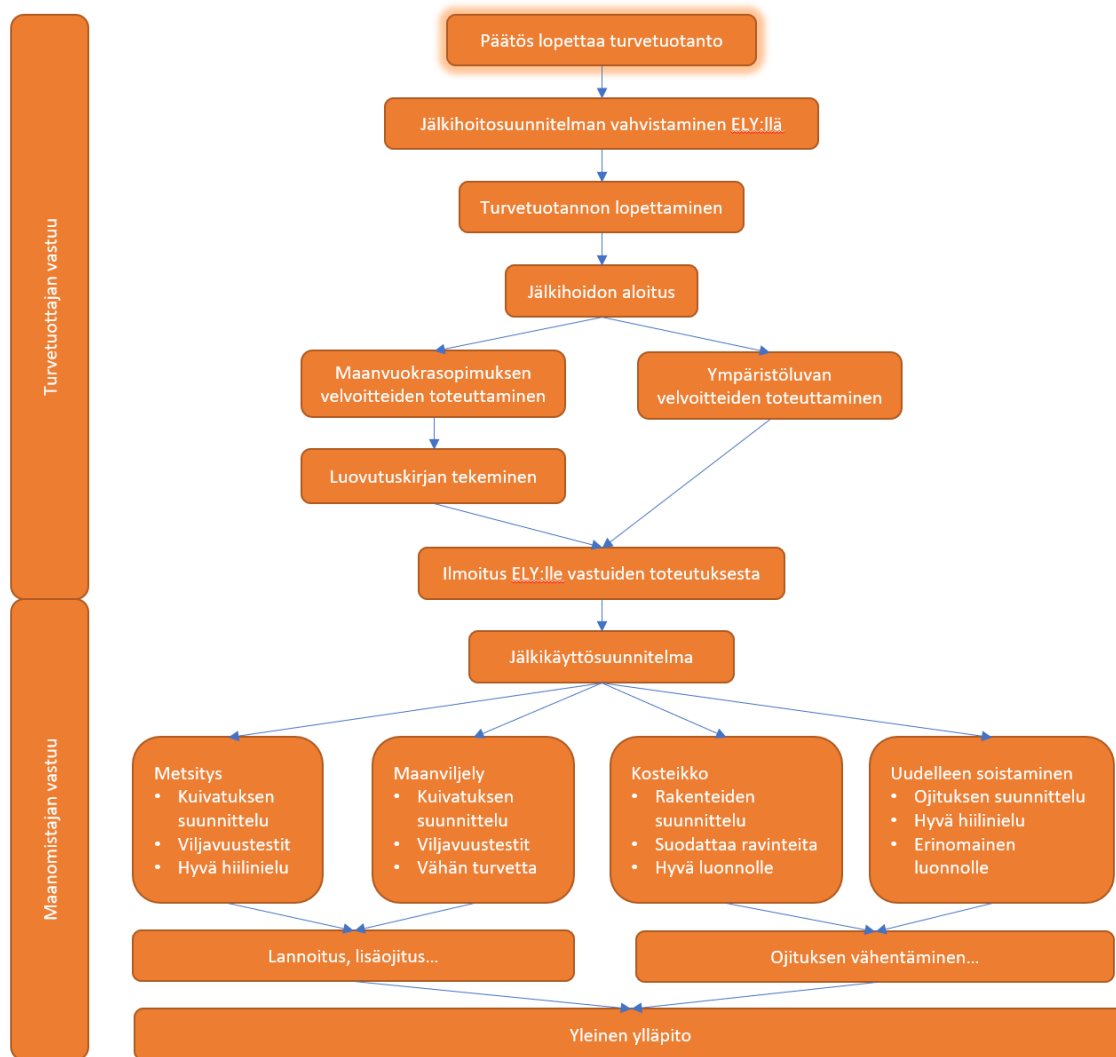 Päätös lopettaa turvetuotanto
Jälkihoitosuunnitelman vahvistaminen ELY:llä
Turvetuotannon lopettaminen
Jälkihoidon aloitus
Maanvuokrasopimuksen
velvoitteiden toteuttaminen
Ympäristöluvan
velvoitteiden toteuttaminen
Luovutuskirjan tekeminen
Ilmoitus ELY:lle vastuiden toteutuksesta
Turvetuottajan vastuu
Jälkikäyttösuunnitelma
Metsitys
• Kuivatuksen
suunnittelu
• Viljavuustestit
• Hyvä hiilinielu
Maanviljely
• Kuivatuksen
suunnittelu
• Viljavuustestit
• Vähän turvetta
Kosteikko
• Rakenteiden
suunnittelu
• Suodattaa ravinteita
• Hyvä luonnolle
Uudelleen soistaminen
• Ojituksen suunnittelu
• Hyvä hiilinielu
• Erinomainen
luonnolle
Lannoitus, lisäojitus...
Ojituksen vähentäminen...
Yleinen ylläpito
Maanomistajan vastuu